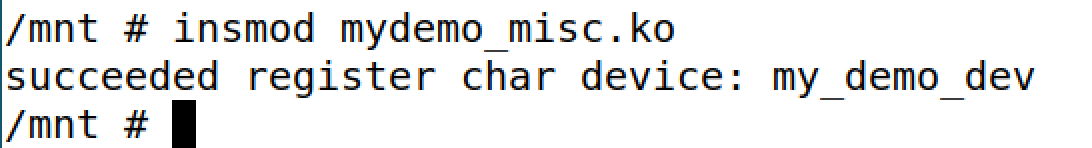 /mnt # insmod mydemo_misc.ko
succeeded register char device: my_demo_dev
/mnt #